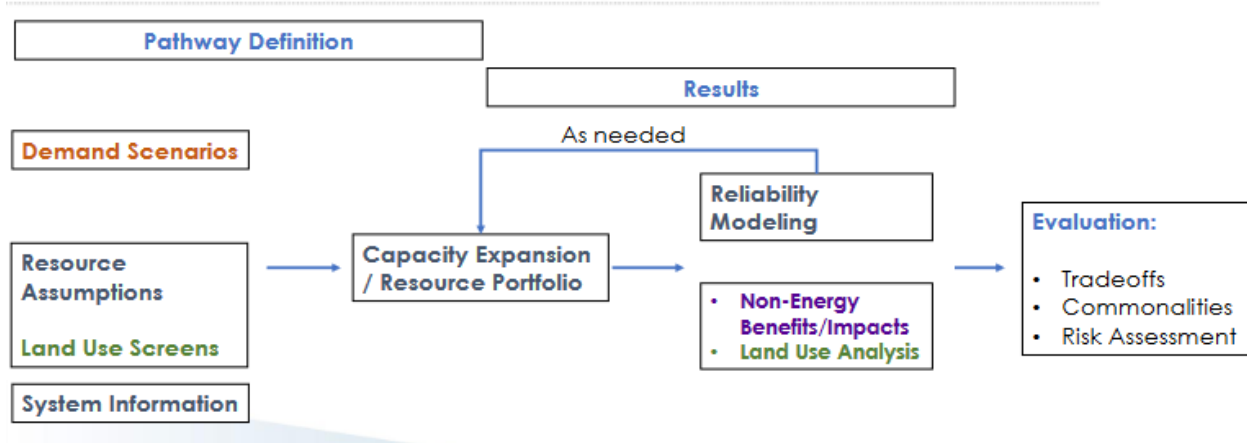 Pathway Definition
Results
As needed
Demand Scenarios
Resource
Assumptions
Land Use Screens
System Information
Capacity Expansion
/ Resource Portfolio
Reliability
Modeling
• Non-Energy
Benefits/Impacts
• Land Use Analysis
Evaluation:
• Tradeoffs
• Commonalities
• Risk Assessment